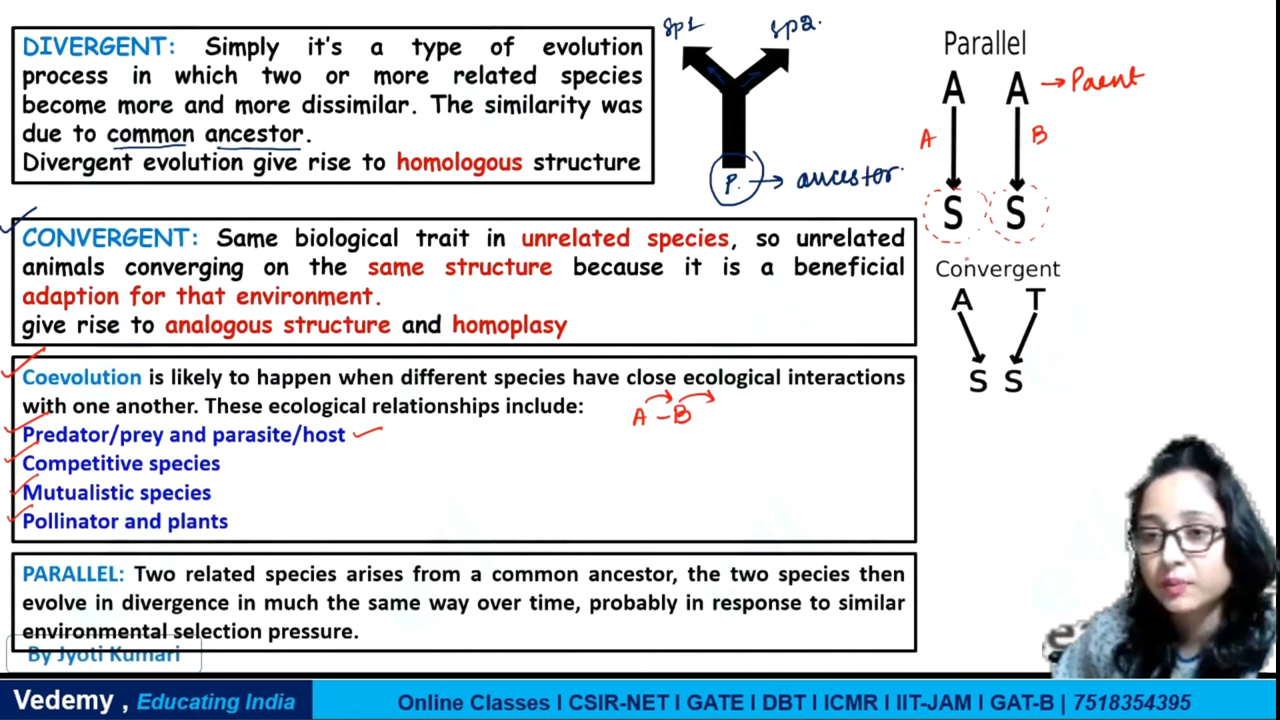 Sp1
Sp2.
DIVERGENT: Simply it's a type of evolution
process in which two or more related species
become more and more dissimilar. The similarity was
due to common ancestor.
Divergent evolution give rise to homologous structure
P. → ancestor.
Parallel
A A → Parent
A B
S S
CONVERGENT: Same biological trait in unrelated species, so unrelated
animals converging on the same structure because it is a beneficial
adaption for that environment.
give rise to analogous structure and homoplasy
Convergent
A T
S S
Coevolution is likely to happen when different species have close ecological interactions
with one another. These ecological relationships include:
A – B
Predator/prey and parasite/host
Competitive species
Mutualistic species
Pollinator and plants
PARALLEL: Two related species arises from a common ancestor, the two species then
evolve in divergence in much the same way over time, probably in response to similar
environmental selection pressure.
By Jyoti Kumari
Vedemy , Educating India
Online Classes I CSIR-NET I GATE I DBT I ICMR I IIT-JAM I GAT-B | 7518354395